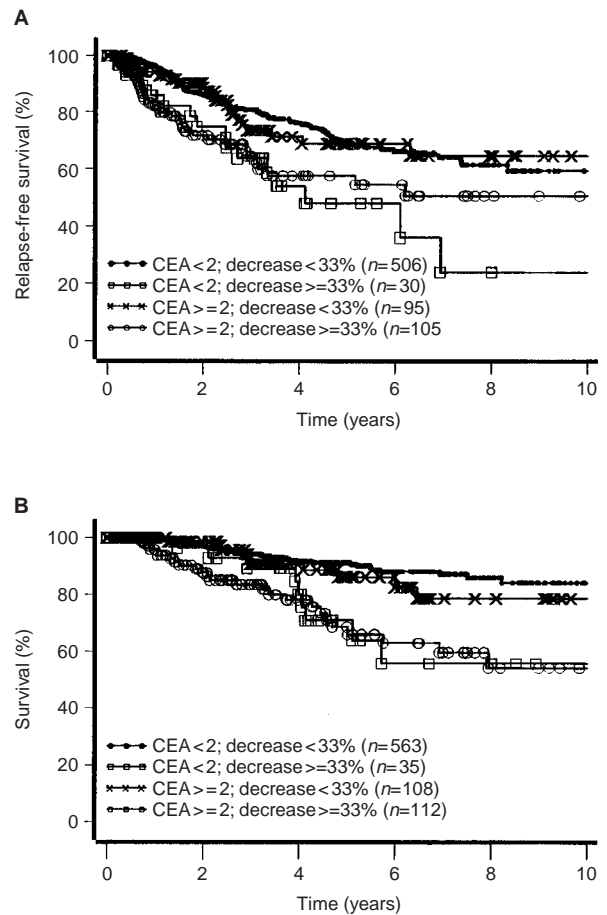 A
Relapse-free survival (%)
100
80
60
40
20
0
CEA<2; decrease<33% (n=506)
CEA<2; decrease>=33% (n=30)
CEA>=2; decrease<33% (n=95)
CEA>=2; decrease>=33% (n=105
0 2 4 6 8 10
Time (years)
B
Survival (%)
100
80
60
40
20
0
CEA<2; decrease<33% (n=563)
CEA<2; decrease>=33% (n=35)
CEA>=2; decrease<33% (n=108)
CEA>=2; decrease>=33% (n=112)
0 2 4 6 8 10
Time (years)